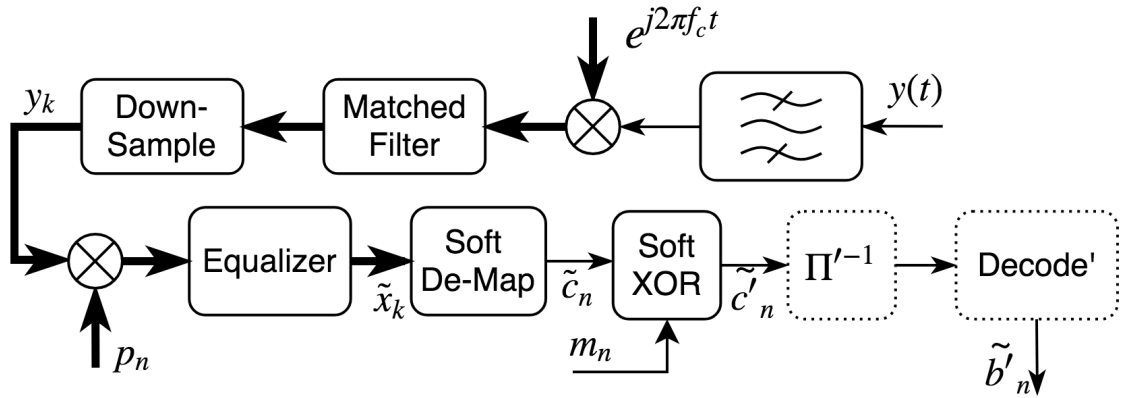 e^{j2πf_c t}
y(t)
Matched
Filter
Down-
Sample
y_k
p_n
Equalizer
x̃_k
Soft
De-Map
c̃_n
m_n
Soft
XOR
c̃'_n
Π'^{-1}
Decode'
b̃'_n